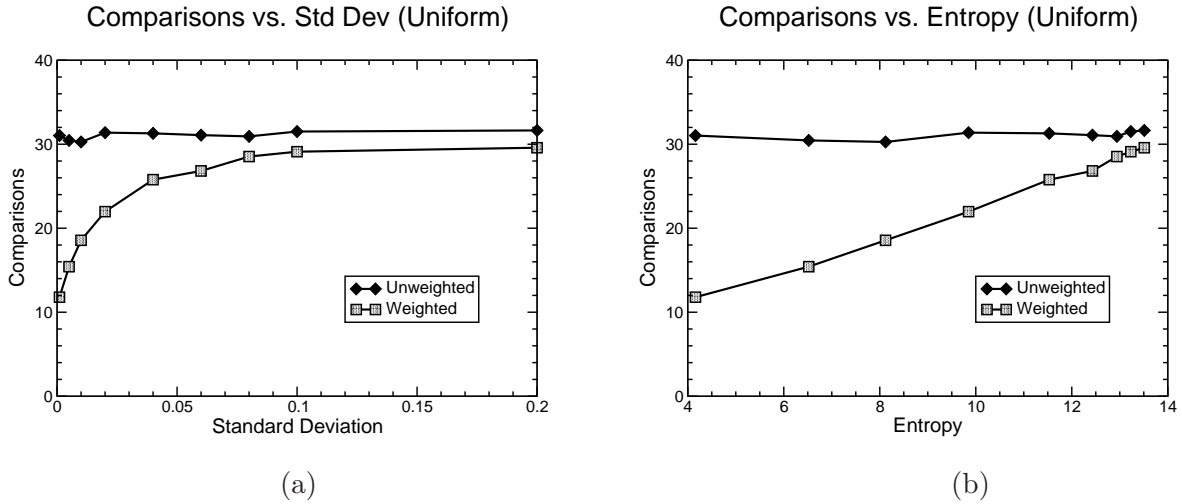 Comparisons vs. Std Dev (Uniform)
40
30
20
10
0
Comparisons
Unweighted
Weighted
0 0.05 0.1 0.15 0.2
Standard Deviation
(a)
Comparisons vs. Entropy (Uniform)
40
30
20
10
0
Comparisons
Unweighted
Weighted
4 6 8 10 12 14
Entropy
(b)